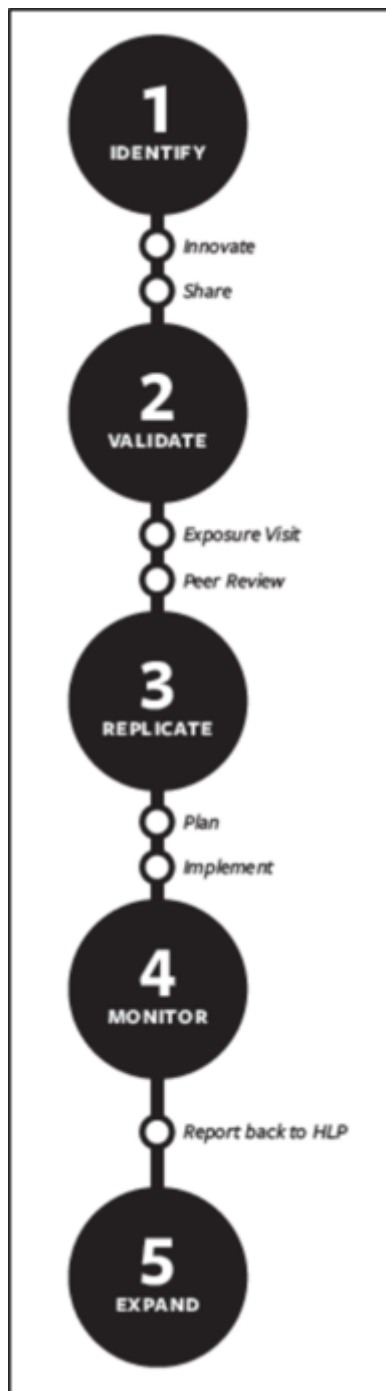 1
IDENTIFY
Innovate
Share
2
VALIDATE
Exposure Visit
Peer Review
3
REPLICATE
Plan
Implement
4
MONITOR
Report back to HLP
5
EXPAND